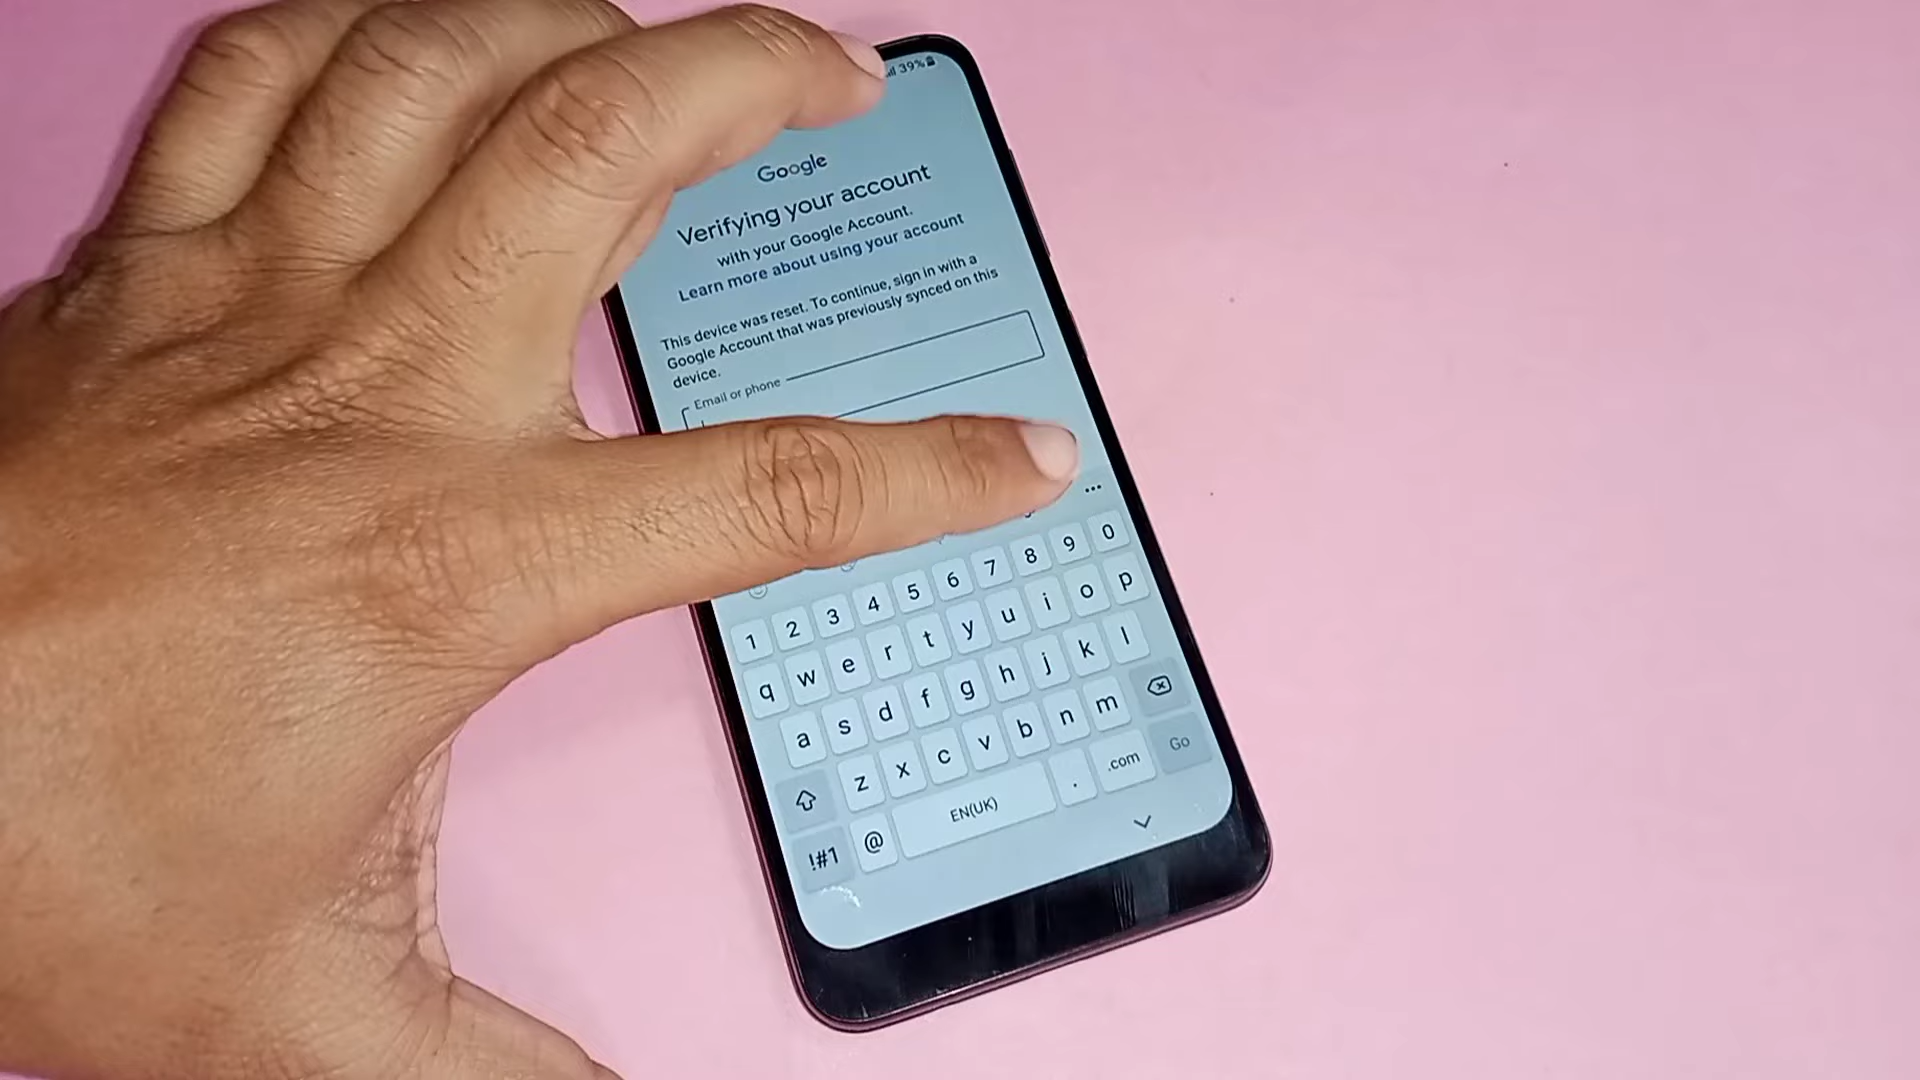 39%
Google
Verifying your account
with your Google Account.
Learn more about using your account
This device was reset. To continue, sign in with a
Google Account that was previously synced on this
device.
Email or phone
1 2 3 4 5 6 7 8 9 0
q w e r t y u i o p
a s d f g h j k l
z x c v b n m
!#1 @ EN(UK) . .com Go